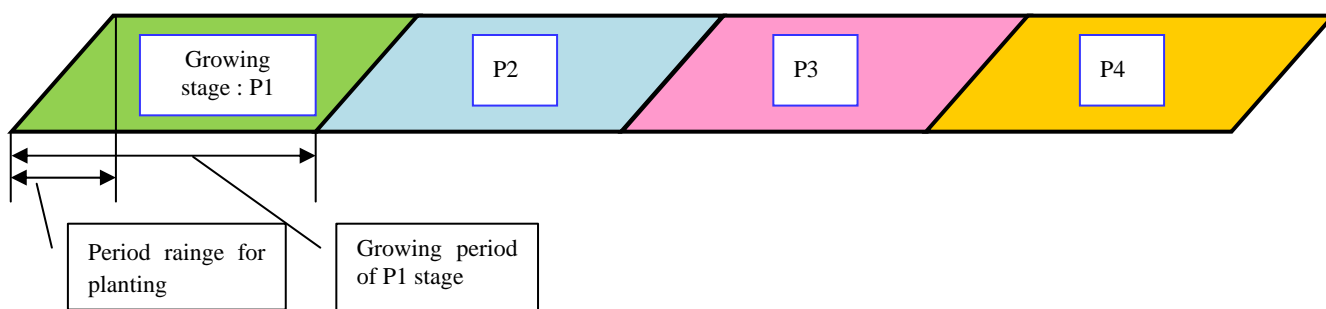 Growing
stage : P1
P2
P3
P4
Period rainge for
planting
Growing period
of P1 stage